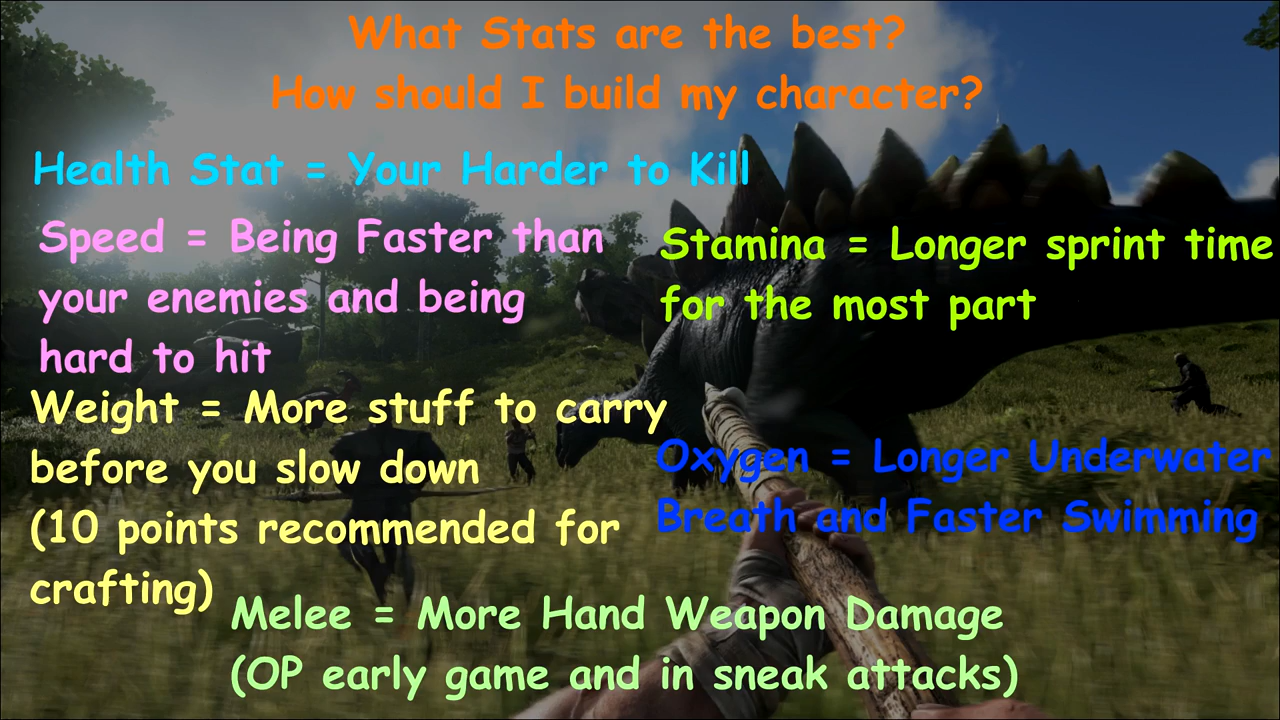 What Stats are the best?
How should I build my character?
Health Stat = Your Harder to Kill
Speed = Being Faster than
your enemies and being
hard to hit
Stamina = Longer sprint time
for the most part
Weight = More stuff to carry
before you slow down
(10 points recommended for
crafting)
Oxygen = Longer Underwater
Breath and Faster Swimming
Melee = More Hand Weapon Damage
(OP early game and in sneak attacks)